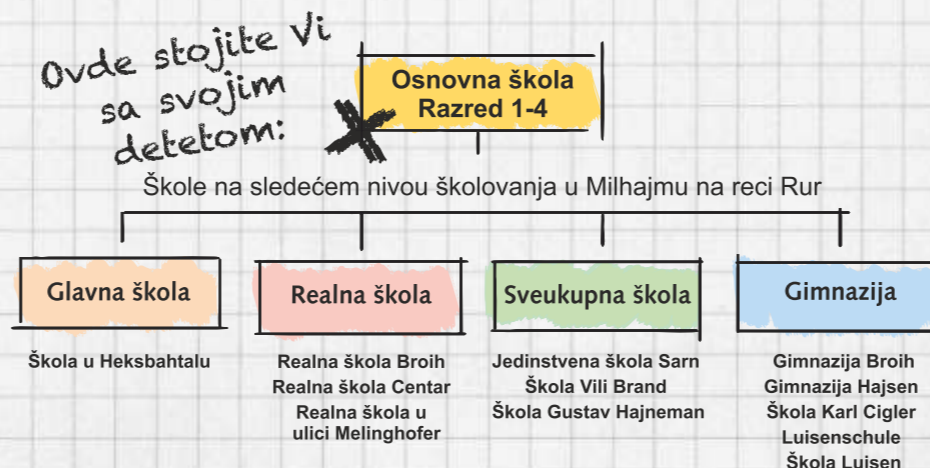 Ovde stojite Vi
sa svojim
detetom:
Osnovna škola
Razred 1-4
Škole na sledećem nivou školovanja u Milhajmu na reci Rur
Glavna škola
Škola u Heksbahtalu
Realna škola
Realna škola Broih
Realna škola Centar
Realna škola u
ulici Melinghofer
Sveukupna škola
Jedinstvena škola Sarn
Škola Vili Brand
Škola Gustav Hajneman
Gimnazija
Gimnazija Broih
Gimnazija Hajsen
Škola Karl Cigler
Luisenschule
Škola Luisen